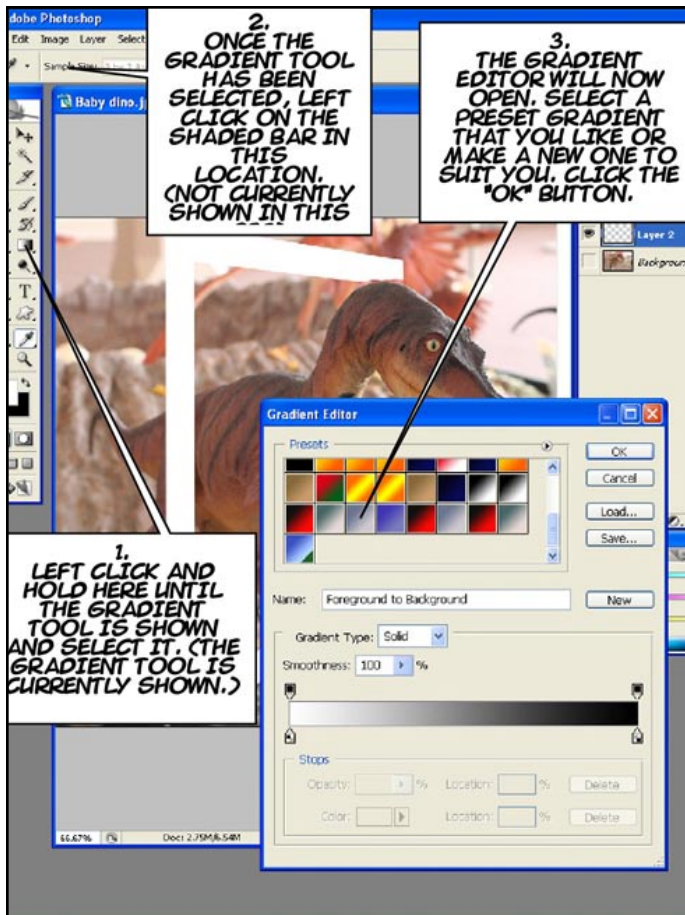 dobe Photoshop
Edit Image Layer Select
Sample Size:
Baby dino.j
2.
ONCE THE
GRADIENT TOOL
HAS BEEN
SELECTED, LEFT
CLICK ON THE
SHADED BAR IN
THIS
LOCATION.
(NOT CURRENTLY
SHOWN IN THIS
3.
THE GRADIENT
EDITOR WILL NOW
OPEN. SELECT A
PRESET GRADIENT
THAT YOU LIKE OR
MAKE A NEW ONE TO
SUIT YOU. CLICK THE
"OK" BUTTON.
Layer 2
Backgroun
T
1.
LEFT CLICK AND
HOLD HERE UNTIL
THE GRADIENT
TOOL IS SHOWN
AND SELECT IT. (THE
GRADIENT TOOL IS
CURRENTLY SHOWN.)
Gradient Editor
Presets
OK
Cancel
Load...
Save...
Name: Foreground to Background New
Gradient Type: Solid
Smoothness: 100 %
Stops
Opacity: % Location: % Delete
Color: Location: % Delete
66.67% Doc: 2.75M/6.54M